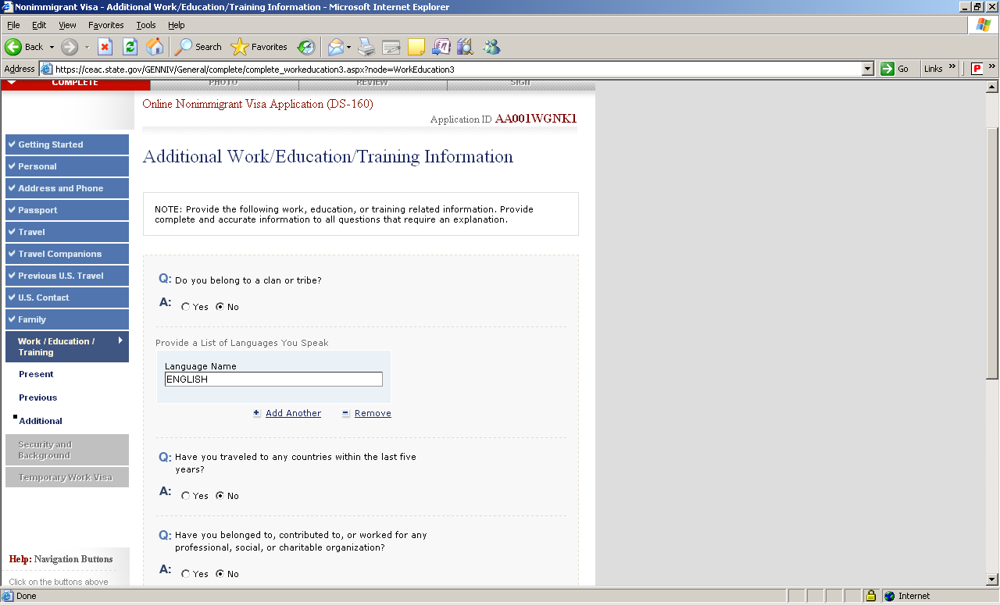 Nonimmigrant Visa - Additional Work/Education/Training Information - Microsoft Internet Explorer
File Edit View Favorites Tools Help
Back Search Favorites
Address https://ceac.state.gov/GENNIV/General/complete/complete_workeducation3.aspx?node=WorkEducation3 Go Links » P »
COMPLETE PHOTO REVIEW SIGN
Online Nonimmigrant Visa Application (DS-160)
Application ID AA001WGNK1
Getting Started
Personal
Address and Phone
Passport
Travel
Travel Companions
Previous U.S. Travel
U.S. Contact
Family
Work / Education /
Training
Present
Previous
Additional
Security and
Background
Temporary Work Visa
Help: Navigation Buttons
Click on the buttons above
Additional Work/Education/Training Information
NOTE: Provide the following work, education, or training related information. Provide
complete and accurate information to all questions that require an explanation.
Q: Do you belong to a clan or tribe?
A: Yes No
Provide a List of Languages You Speak
Language Name
ENGLISH
Add Another Remove
Q: Have you traveled to any countries within the last five
years?
A: Yes No
Q: Have you belonged to, contributed to, or worked for any
professional, social, or charitable organization?
A: Yes No
Done Internet